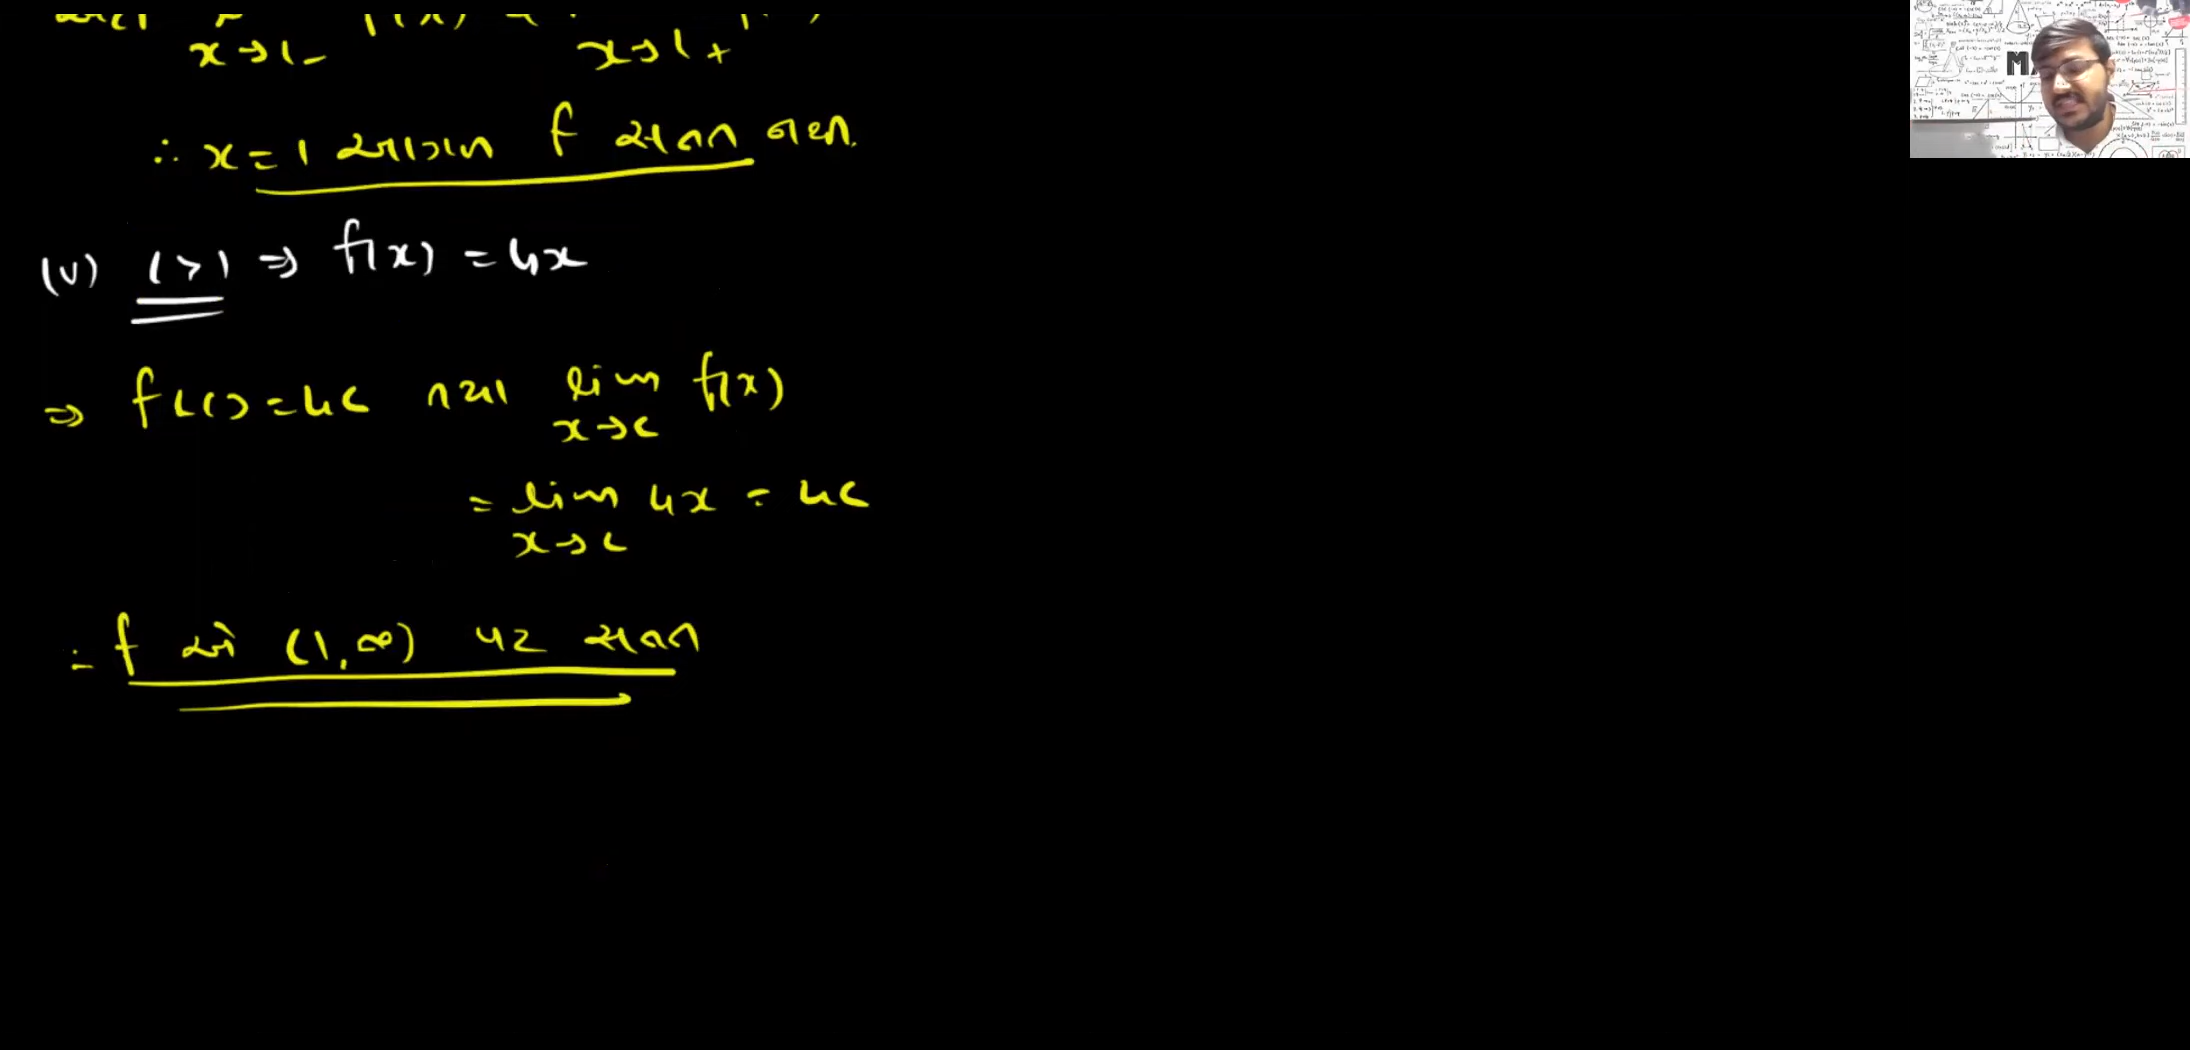 x→1- x→1+
∴ x=1 આગળ f સતત નથી.
(v) c>1 ⇒ f(x) = 4x
⇒ f(c) = 4c તથા lim f(x)
x→c
= lim 4x = 4c
x→c
∴ f એ (1, ∞) પર સતત